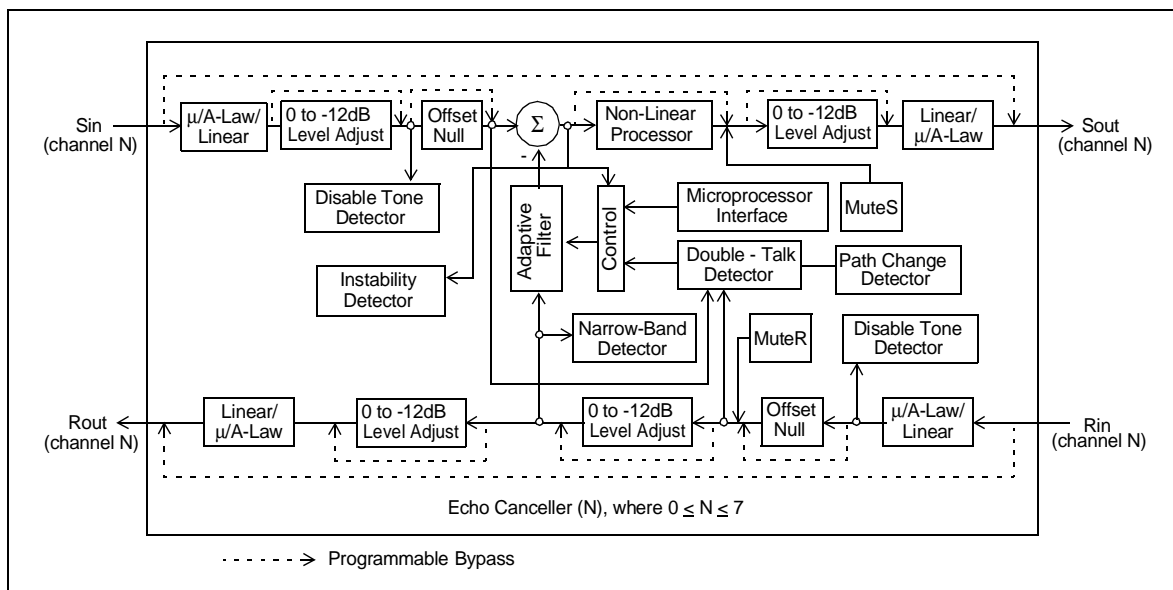 Sin
(channel N)
μ/A-Law/
Linear
0 to -12dB
Level Adjust
Offset
Null
Σ
-
Non-Linear
Processor
0 to -12dB
Level Adjust
Linear/
μ/A-Law
Sout
(channel N)
Disable Tone
Detector
Adaptive
Filter
Control
Microprocessor
Interface
MuteS
Instability
Detector
Double - Talk
Detector
Path Change
Detector
Narrow-Band
Detector
MuteR
Disable Tone
Detector
Rout
(channel N)
Linear/
μ/A-Law
0 to -12dB
Level Adjust
0 to -12dB
Level Adjust
Offset
Null
μ/A-Law/
Linear
Rin
(channel N)
Echo Canceller (N), where 0 ≤ N ≤ 7
Programmable Bypass